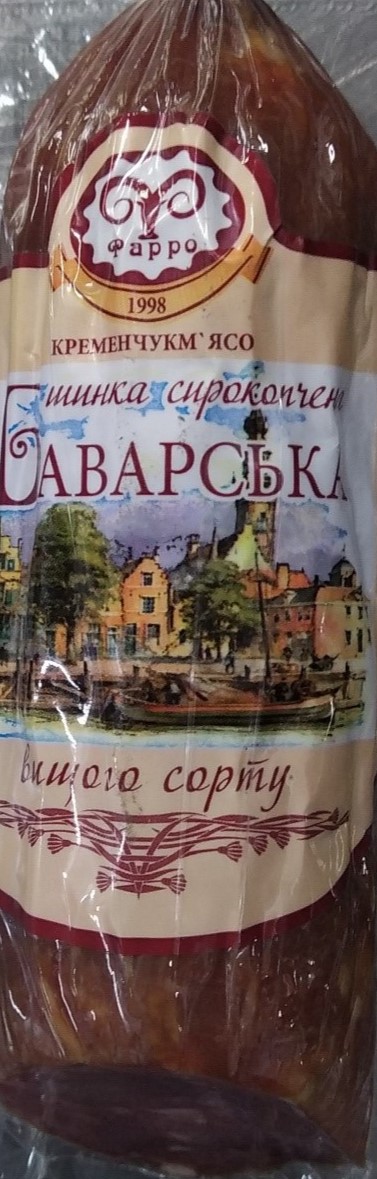 Фарро
1998
КРЕМЕНЧУКМ`ЯСО
шинка сирокопчена
БАВАРСЬКА
вищого сорту